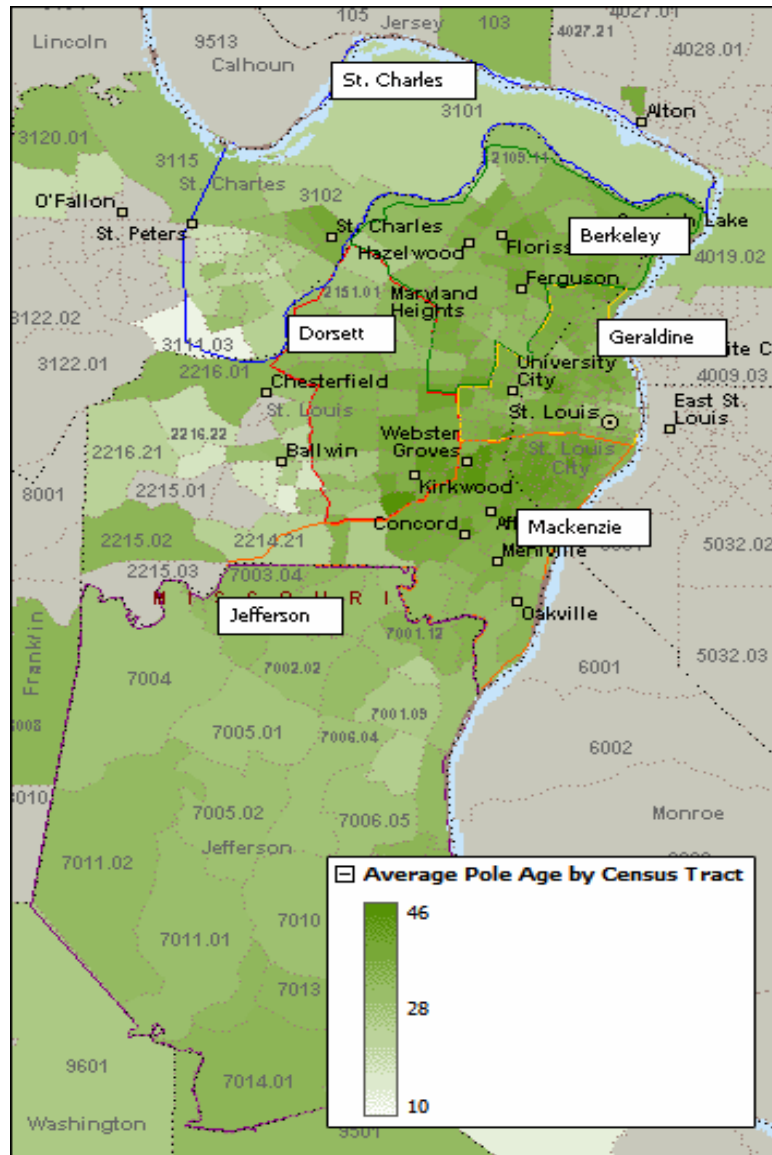 105
Jersey
103
4027.01
4027.21
Lincoln
9513
4028.01
Calhoun
St. Charles
3101
Alton
3120.01
2109.11
3115
St. Charles
3102
O'Fallon
St. Peters
St. Charles
Lake
Hazelwood
Floriss
Berkeley
4019.02
Ferguson
2151.01
Maryland
Heights
3122.02
Dorsett
Geraldine
3111.03
3122.01
2216.01
University
City
ite C
4009.03
Chesterfield
St. Louis
St. Louis
East St.
Louis
2216.22
Webster
Groves
St. Louis
City
2216.21
Ballwin
8001
2215.01
Kirkwood
Concord
Aff
Mackenzie
2215.02
2214.21
5032.02
Mehlville
2215.03
7003.04
MISSOURI
Jefferson
Oakville
7001.12
Franklin
7004
7002.02
6001
5032.03
7001.09
7005.01
7006.04
6002
7005.02
7006.05
Monroe
Jefferson
7011.02
Average Pole Age by Census Tract
46
28
10
7010
7011.01
7013
9601
7014.01
Washington
9501